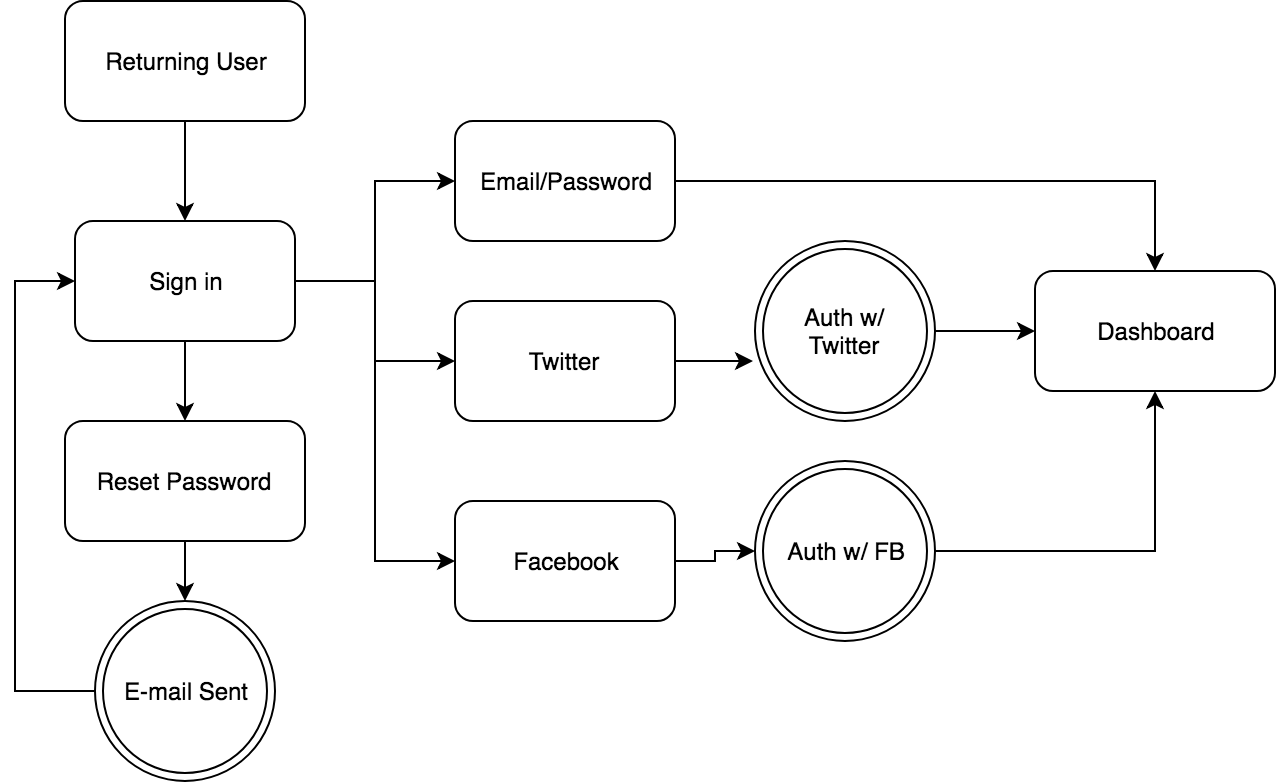 Returning User
Email/Password
Sign in
Auth w/
Twitter
Dashboard
Twitter
Reset Password
Facebook
Auth w/ FB
E-mail Sent